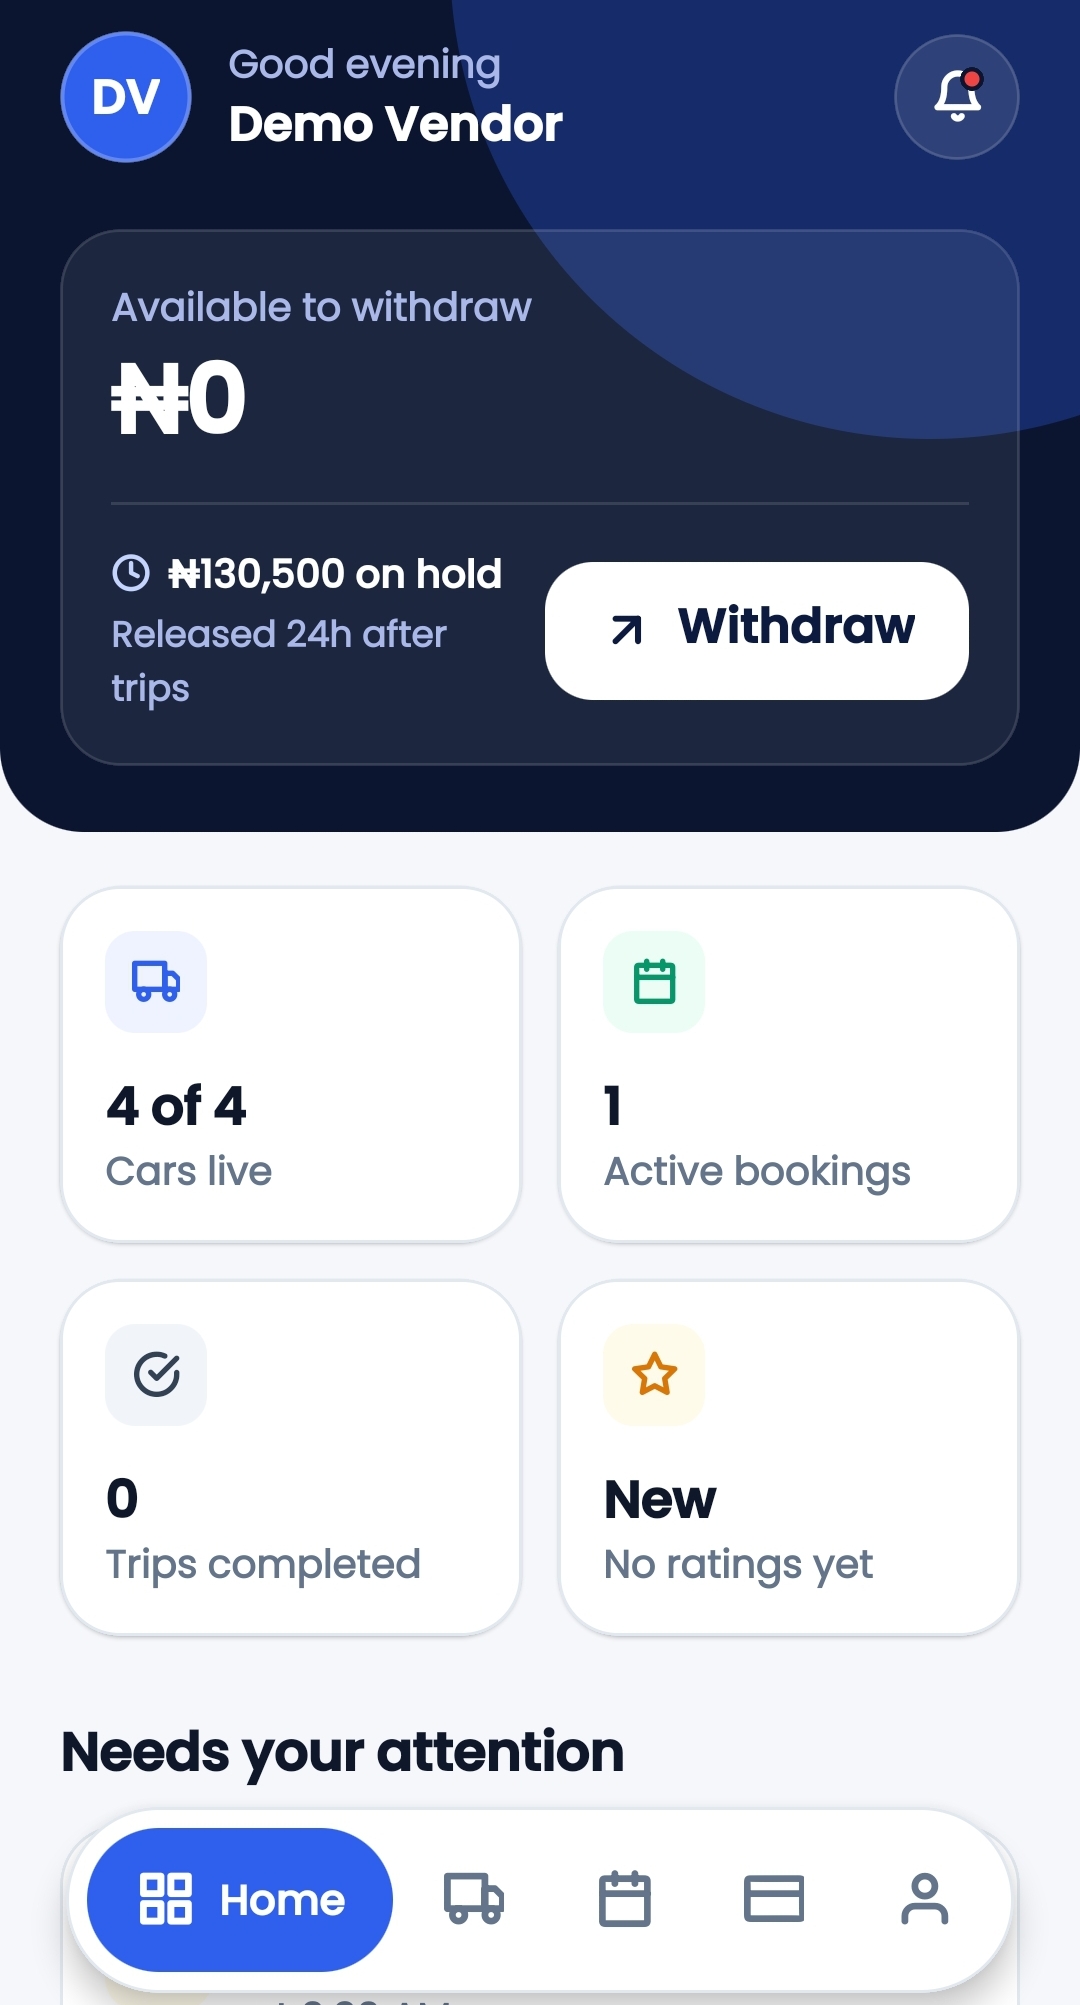 DV
Good evening
Demo Vendor
Available to withdraw
₦0
₦130,500 on hold
Released 24h after
trips
Withdraw
4 of 4
Cars live
1
Active bookings
0
Trips completed
New
No ratings yet
Needs your attention
Home